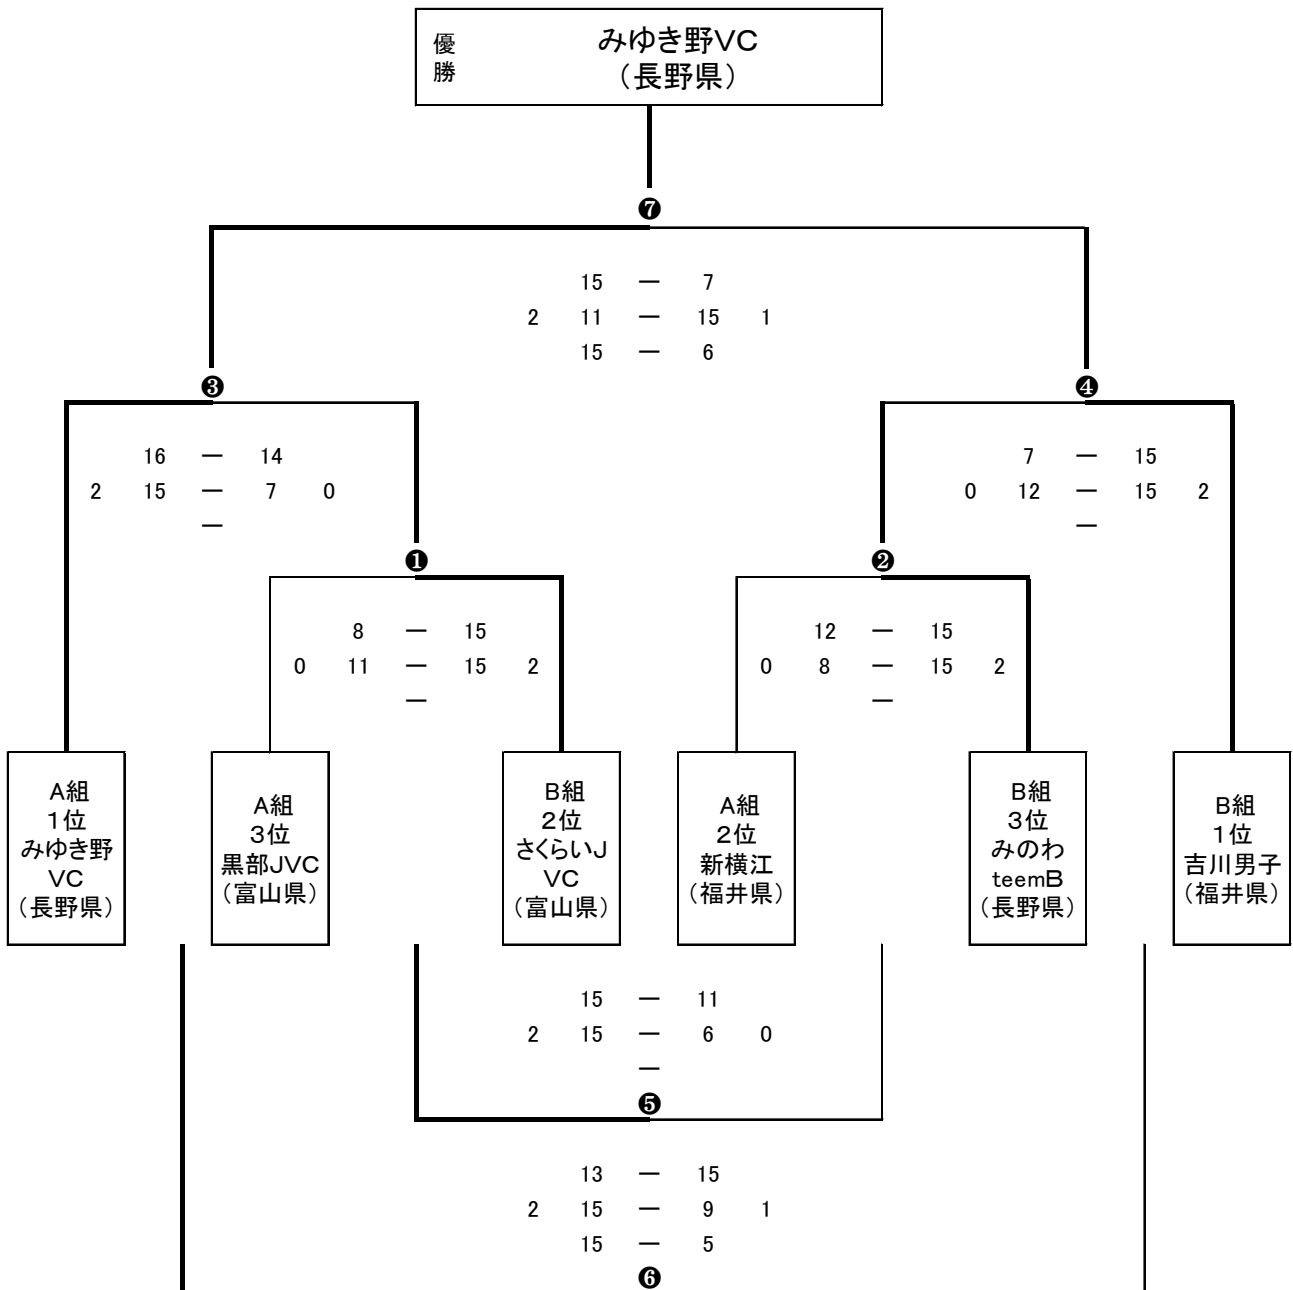 優勝
みゆき野VC
（長野県）
❼
15 ー 7
2 11 ー 15 1
15 ー 6
❸ ❹
16 ー 14 7 ー 15
2 15 ー 7 0 0 12 ー 15 2
ー ー
❶ ❷
8 ー 15 12 ー 15
0 11 ー 15 2 0 8 ー 15 2
ー ー
A組
1位
みゆき野
VC
（長野県）
A組
3位
黒部JVC
（富山県）
B組
2位
さくらいJ
VC
（富山県）
A組
2位
新横江
（福井県）
B組
3位
みのわ
teemB
（長野県）
B組
1位
吉川男子
（福井県）
15 ー 11
2 15 ー 6 0
ー
❺
13 ー 15
2 15 ー 9 1
15 ー 5
❻